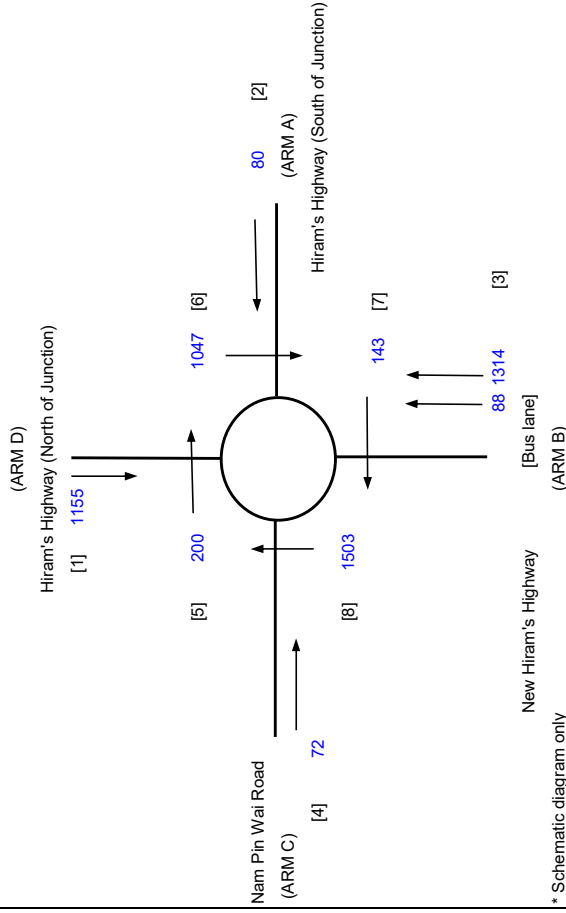 (ARM D)
Hiram's Highway (North of Junction)
[1] 1155
[2]
80
(ARM A)
Hiram's Highway (South of Junction)
[6]
1047
200
[5]
[7]
143
[3]
88 1314
[Bus lane]
(ARM B)
1503
[8]
New Hiram's Highway
Nam Pin Wai Road
(ARM C)
72
[4]
* Schematic diagram only